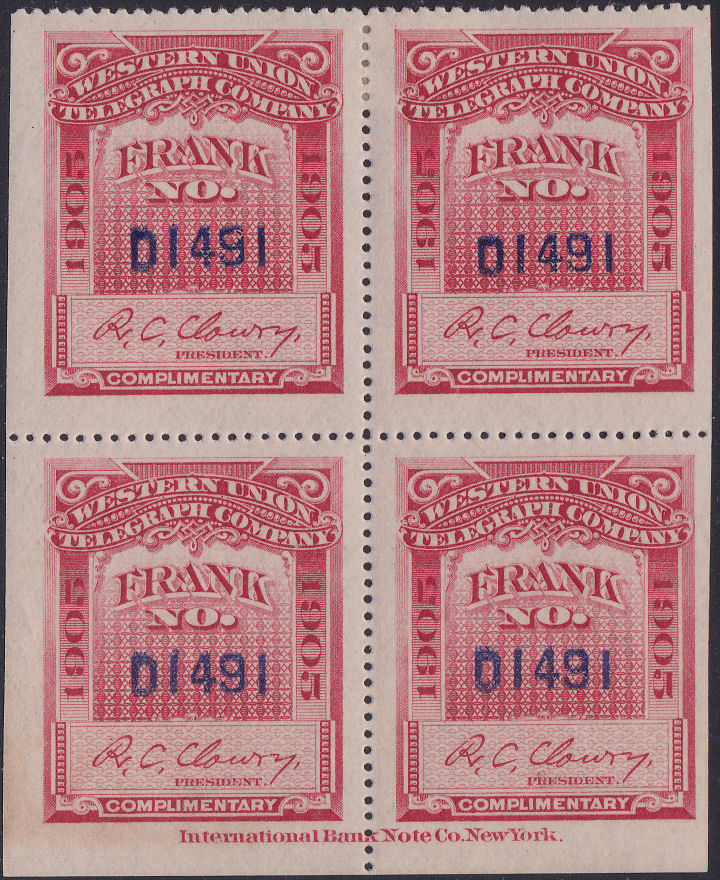 WESTERN UNION
TELEGRAPH COMPANY
1905
FRANK
NO.
D1491
1905
R. C. Clowry,
PRESIDENT.
COMPLIMENTARY
WESTERN UNION
TELEGRAPH COMPANY
1905
FRANK
NO.
D1491
1905
R. C. Clowry,
PRESIDENT.
COMPLIMENTARY
WESTERN UNION
TELEGRAPH COMPANY
1905
FRANK
NO.
D1491
1905
R. C. Clowry,
PRESIDENT.
COMPLIMENTARY
WESTERN UNION
TELEGRAPH COMPANY
1905
FRANK
NO.
D1491
1905
R. C. Clowry,
PRESIDENT.
COMPLIMENTARY
International Bank Note Co. New York.